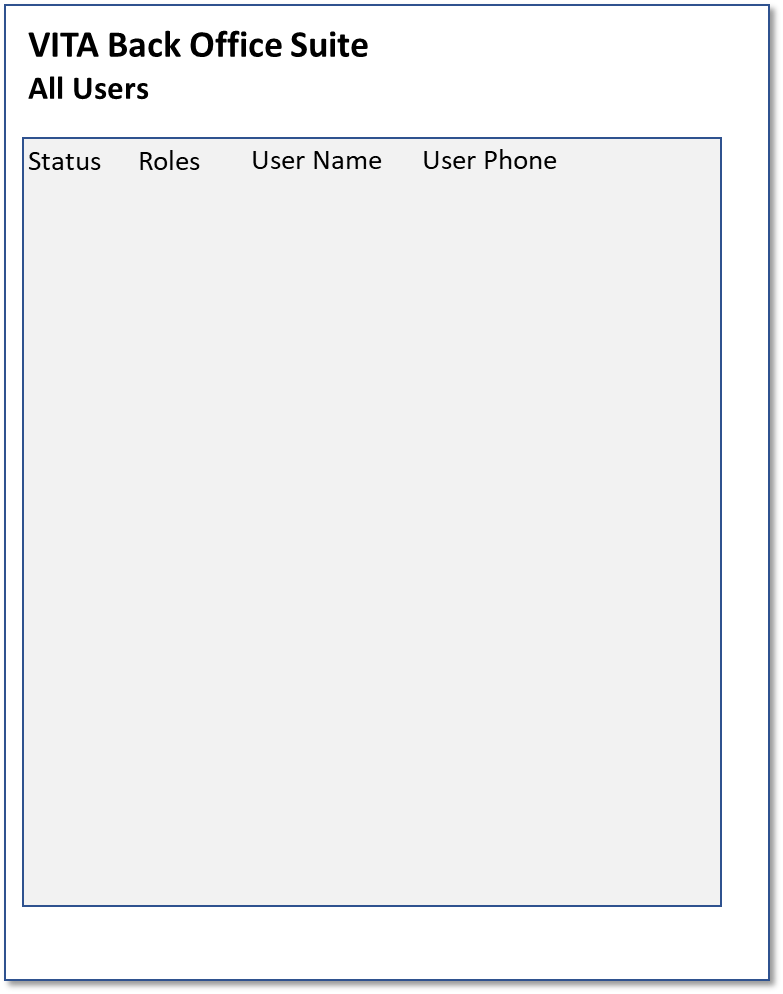 VITA Back Office Suite
All Users
Status Roles User Name User Phone